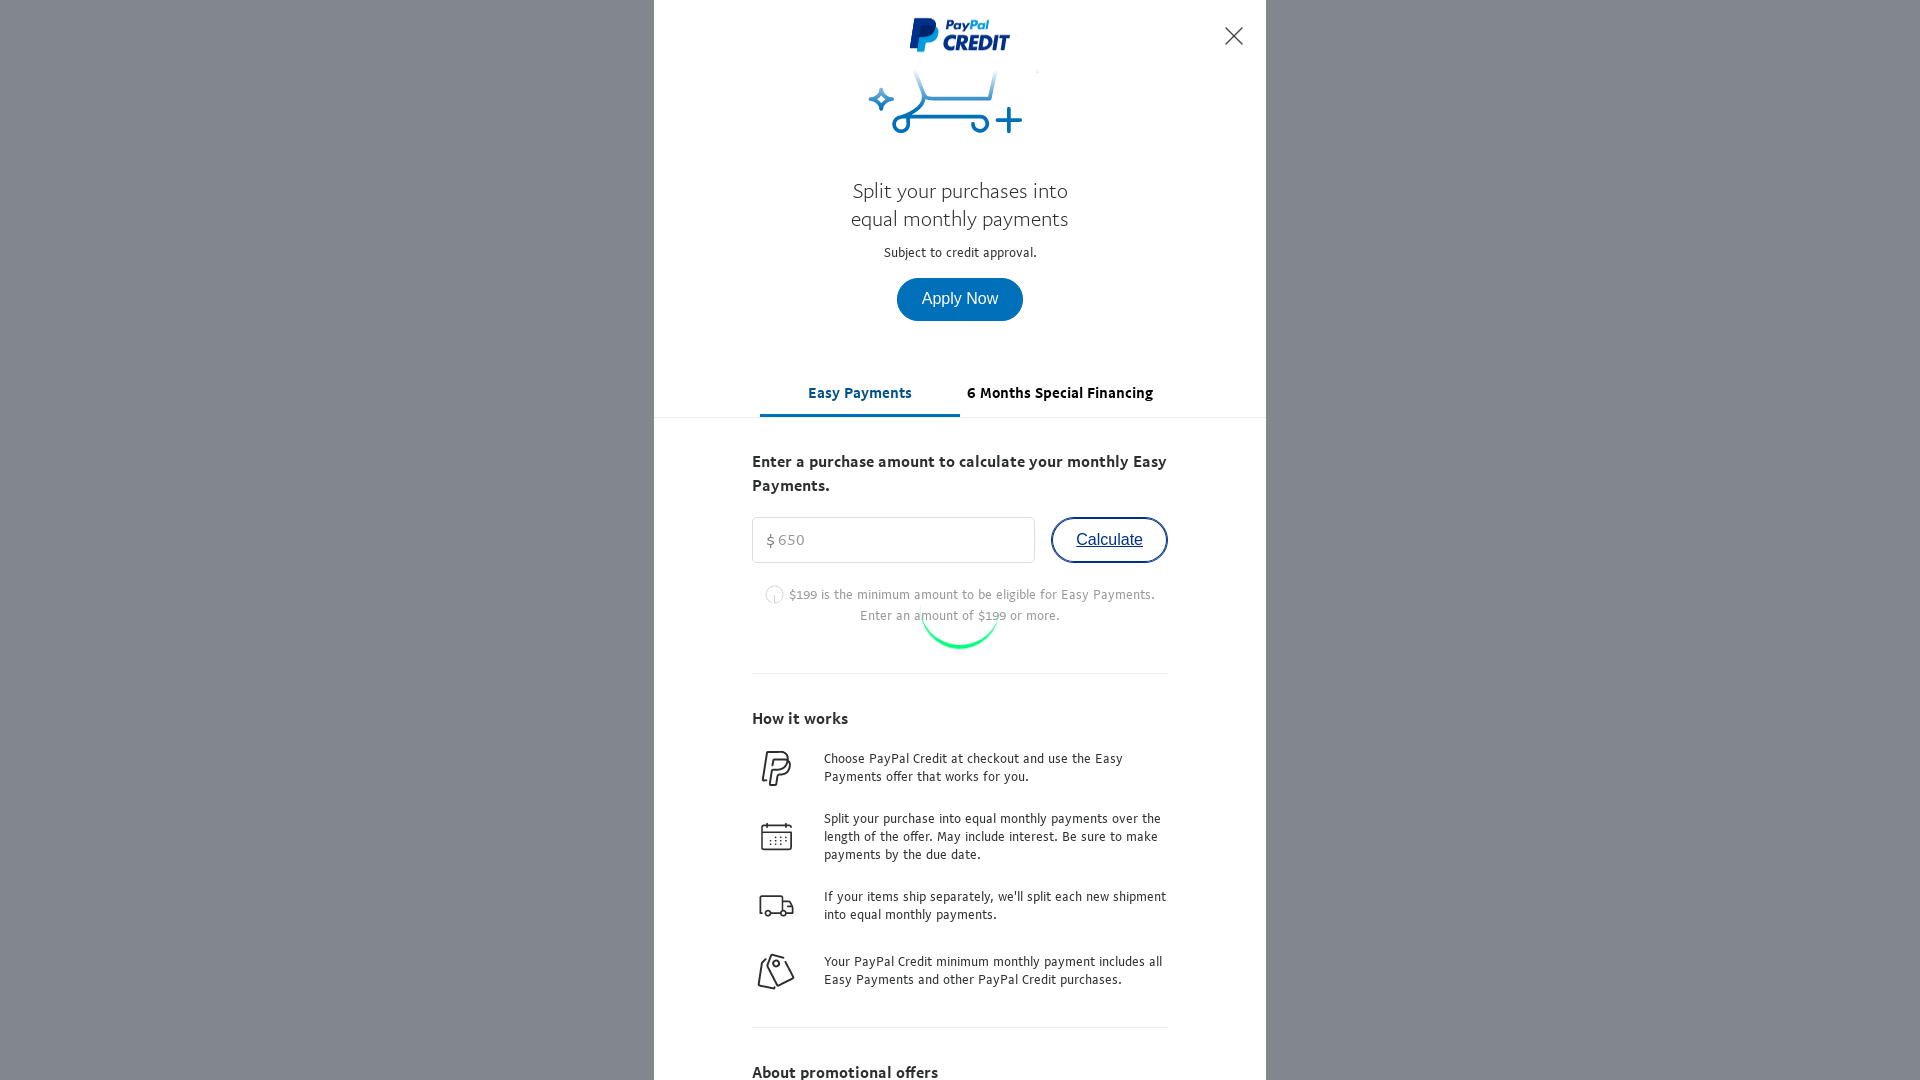 PayPal
CREDIT
Split your purchases into
equal monthly payments
Subject to credit approval.
Apply Now
Easy Payments
6 Months Special Financing
Enter a purchase amount to calculate your monthly Easy
Payments.
$ 650
Calculate
$199 is the minimum amount to be eligible for Easy Payments.
Enter an amount of $199 or more.
How it works
Choose PayPal Credit at checkout and use the Easy
Payments offer that works for you.
Split your purchase into equal monthly payments over the
length of the offer. May include interest. Be sure to make
payments by the due date.
If your items ship separately, we'll split each new shipment
into equal monthly payments.
Your PayPal Credit minimum monthly payment includes all
Easy Payments and other PayPal Credit purchases.
About promotional offers